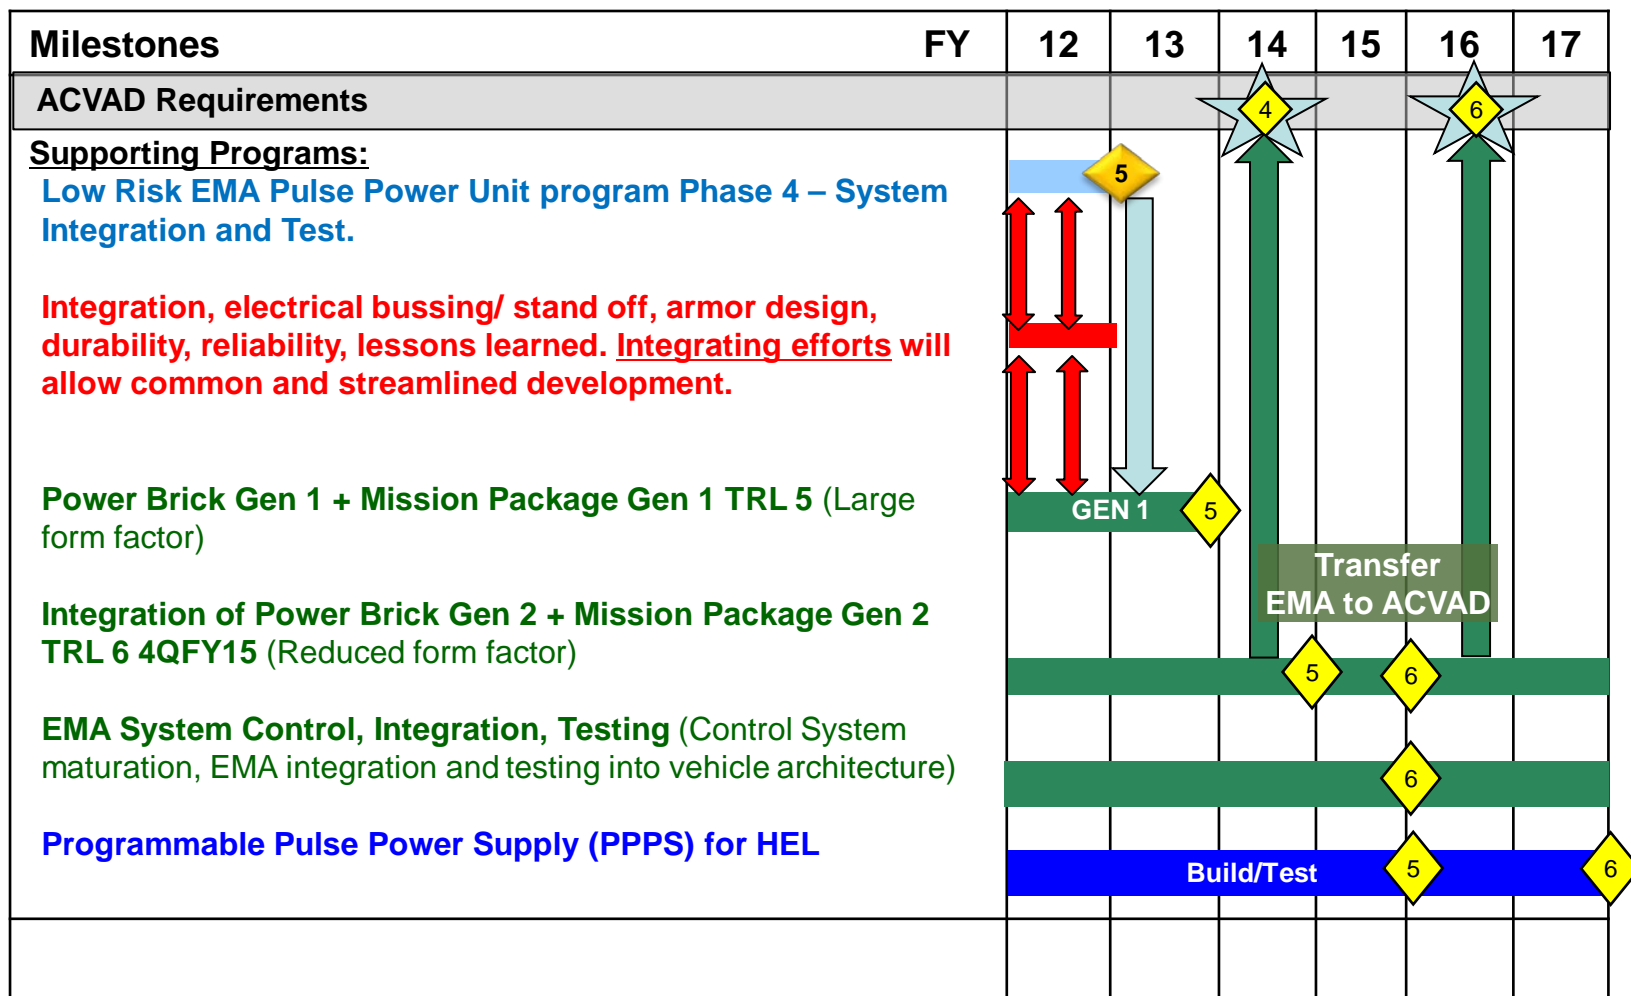 Milestones FY 12 13 14 15 16 17
ACVAD Requirements 4 6
Supporting Programs:
5
Low Risk EMA Pulse Power Unit program Phase 4 – System
Integration and Test.
Integration, electrical bussing/ stand off, armor design,
durability, reliability, lessons learned. Integrating efforts will
allow common and streamlined development.
Power Brick Gen 1 + Mission Package Gen 1 TRL 5 (Large
form factor)
GEN 1 5
Transfer
EMA to ACVAD
Integration of Power Brick Gen 2 + Mission Package Gen 2
TRL 6 4QFY15 (Reduced form factor)
5 6
EMA System Control, Integration, Testing (Control System
maturation, EMA integration and testing into vehicle architecture)
6
Programmable Pulse Power Supply (PPPS) for HEL
Build/Test 5 6